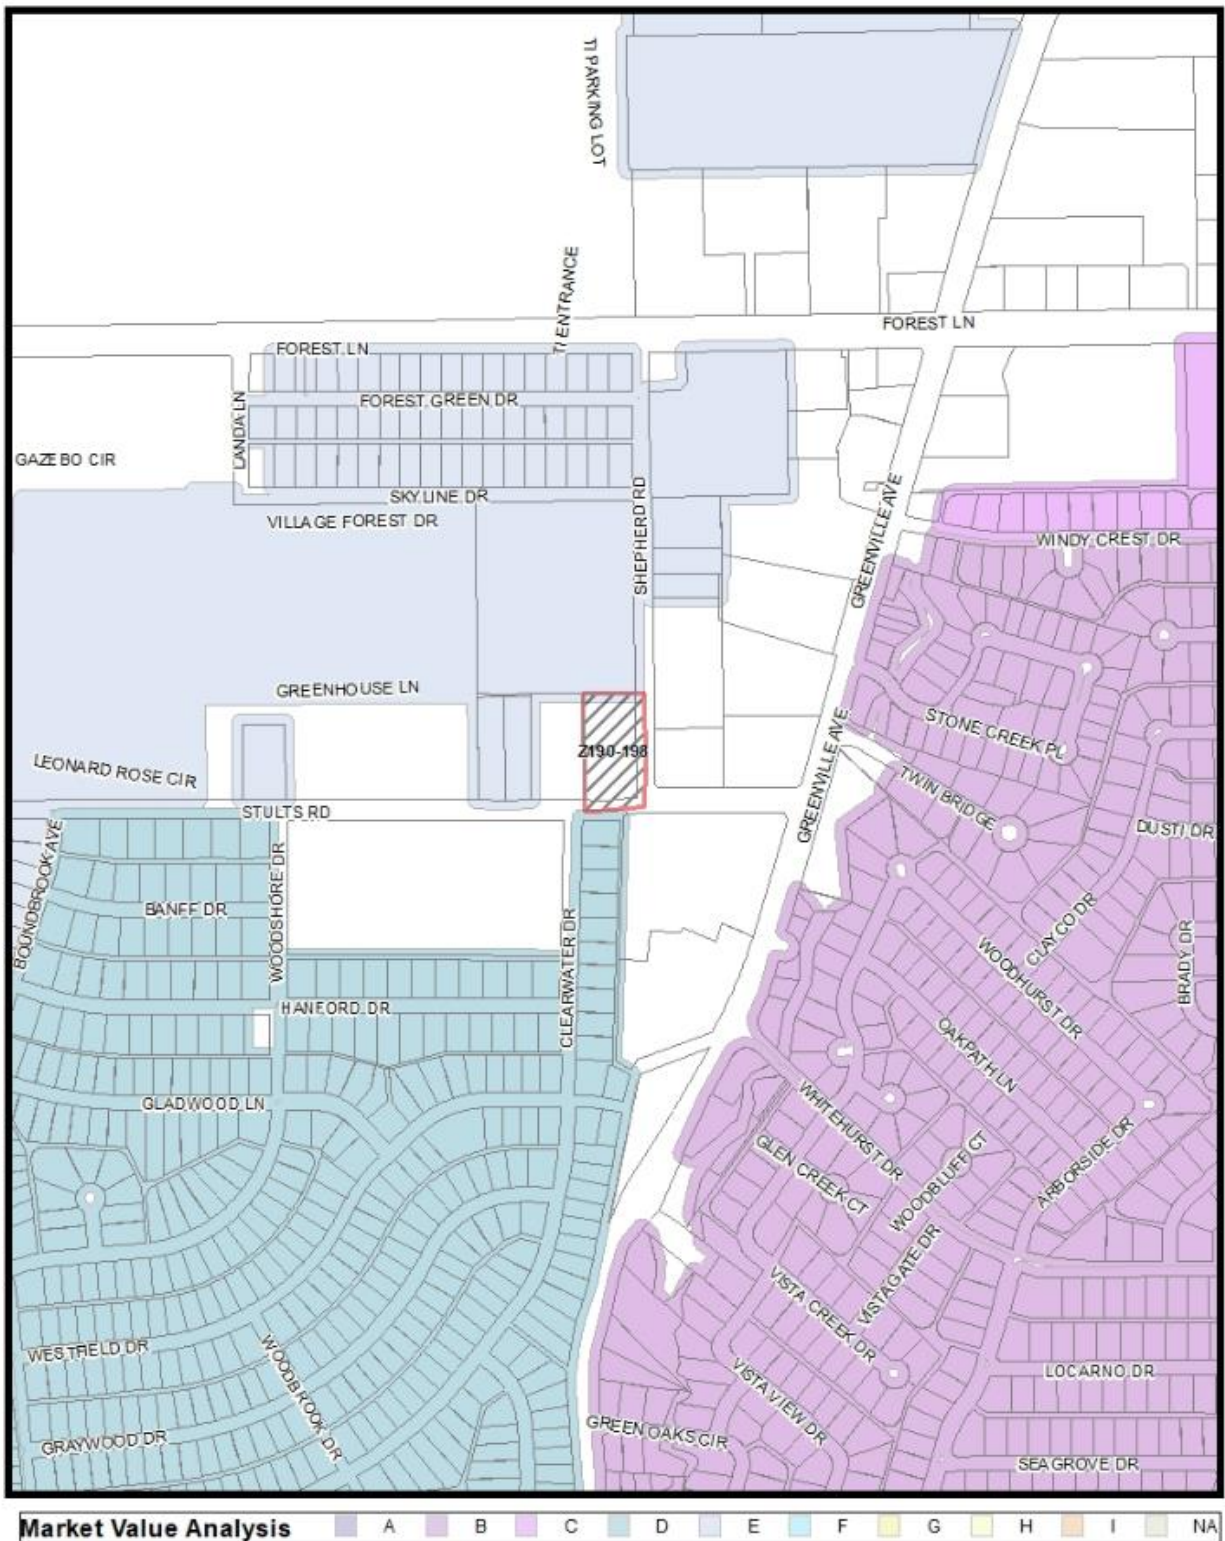 TI PARKING LOT
TI ENTRANCE
FOREST LN
FOREST LN
FOREST GREEN DR
LANDA LN
GAZEBO CIR
SKYLINE DR
VILLAGE FOREST DR
SHEPHERD RD
GREENVILLE AVE
WINDY CREST DR
GREENHOUSE LN
STONE CREEK PL
Z190-198
LEONARD ROSE CIR
GREENVILLE AVE
TWIN BRIDGE
STULTS RD
DUSTI DR
BOUNDBROOK AVE
WOODSHORE DR
BANFF DR
CLEARWATER DR
CLAYCO DR
WOODHURST DR
BRADY DR
HANFORD DR
OAKPATH LN
GLADWOOD LN
WHITEHURST DR
GLEN CREEK CT
WOODBLUFF CT
ARBORSIDE DR
VISTAGATE DR
VISTA CREEK DR
WESTFIELD DR
WOODBROOK DR
LOCARNO DR
VISTA VIEW DR
GRAYWOOD DR
GREEN OAKS CIR
SEAGROVE DR
Market Value Analysis A B C D E F G H I NA